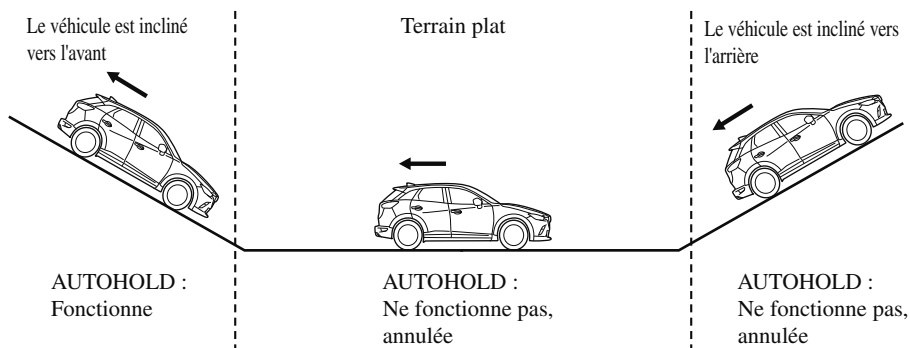 Le véhicule est incliné
vers l'avant
Terrain plat
Le véhicule est incliné vers
l'arrière
AUTOHOLD :
Fonctionne
AUTOHOLD :
Ne fonctionne pas,
annulée
AUTOHOLD :
Ne fonctionne pas,
annulée